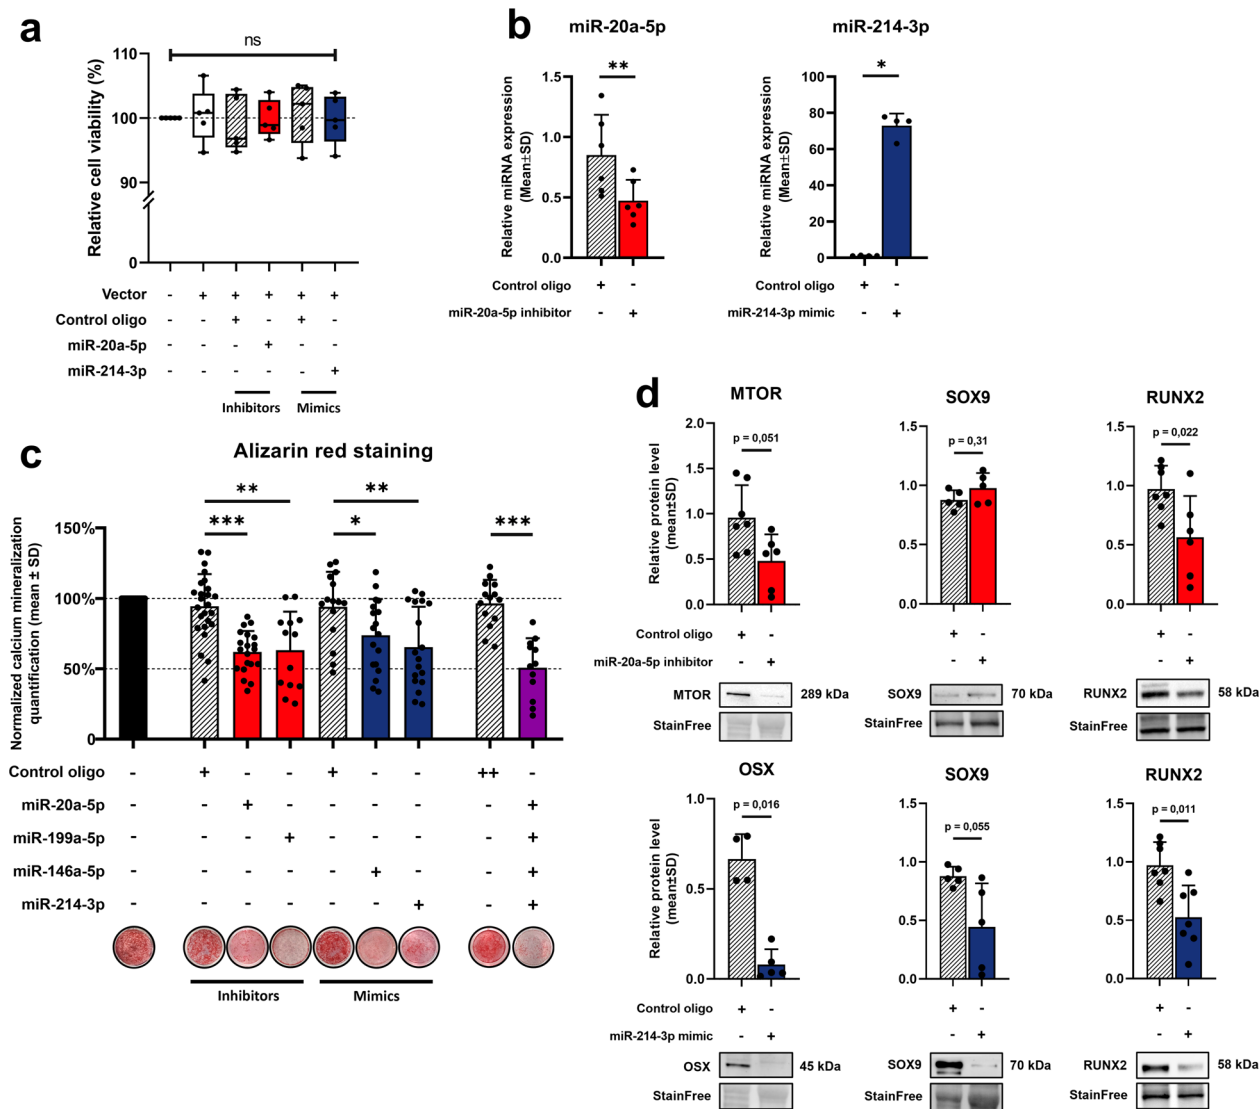 a
ns
Relative cell viability (%)
110
100
90
0
Vector - + + + + +
Control oligo - - + - + -
miR-20a-5p - - - + - -
miR-214-3p - - - - - +
Inhibitors Mimics
b
miR-20a-5p
**
Relative miRNA expression
(Mean±SD)
1.5
1.0
0.5
0.0
Control oligo + -
miR-20a-5p inhibitor - +
miR-214-3p
*
Relative miRNA expression
(Mean±SD)
100
80
60
40
20
0
Control oligo + -
miR-214-3p mimic - +
c
Alizarin red staining
** **
*** * ***
Normalized calcium mineralization
quantification (mean ± SD)
150%
100%
50%
0
Control oligo - + - - + - - ++ -
miR-20a-5p - - + - - - - - +
miR-199a-5p - - - + - - - - +
miR-146a-5p - - - - - + - - +
miR-214-3p - - - - - - + - +
Inhibitors Mimics
d
MTOR
p = 0,051
Relative protein level
(mean±SD)
2.0
1.5
1.0
0.5
0.0
Control oligo + -
miR-20a-5p inhibitor - +
MTOR 289 kDa
StainFree
SOX9
p = 0,31
1.5
1.0
0.5
0.0
+ -
- +
SOX9 70 kDa
StainFree
RUNX2
p = 0,022
1.5
1.0
0.5
0.0
+ -
- +
RUNX2 58 kDa
StainFree
OSX
p = 0,016
Relative protein level
(mean±SD)
1.0
0.5
0.0
Control oligo + -
miR-214-3p mimic - +
OSX 45 kDa
StainFree
SOX9
p = 0,055
1.5
1.0
0.5
0.0
+ -
- +
SOX9 70 kDa
StainFree
RUNX2
p = 0,011
1.5
1.0
0.5
0.0
+ -
- +
RUNX2 58 kDa
StainFree